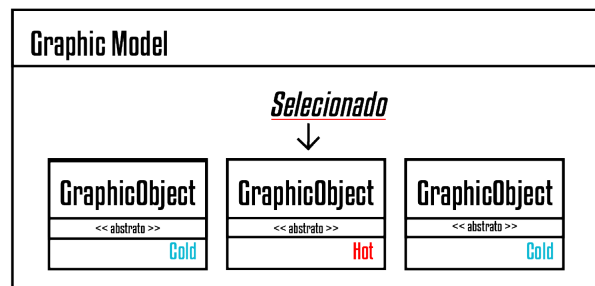 Graphic Model
Selecionado
GraphicObject
<< abstrato >>
Cold
GraphicObject
<< abstrato >>
Hot
GraphicObject
<< abstrato >>
Cold